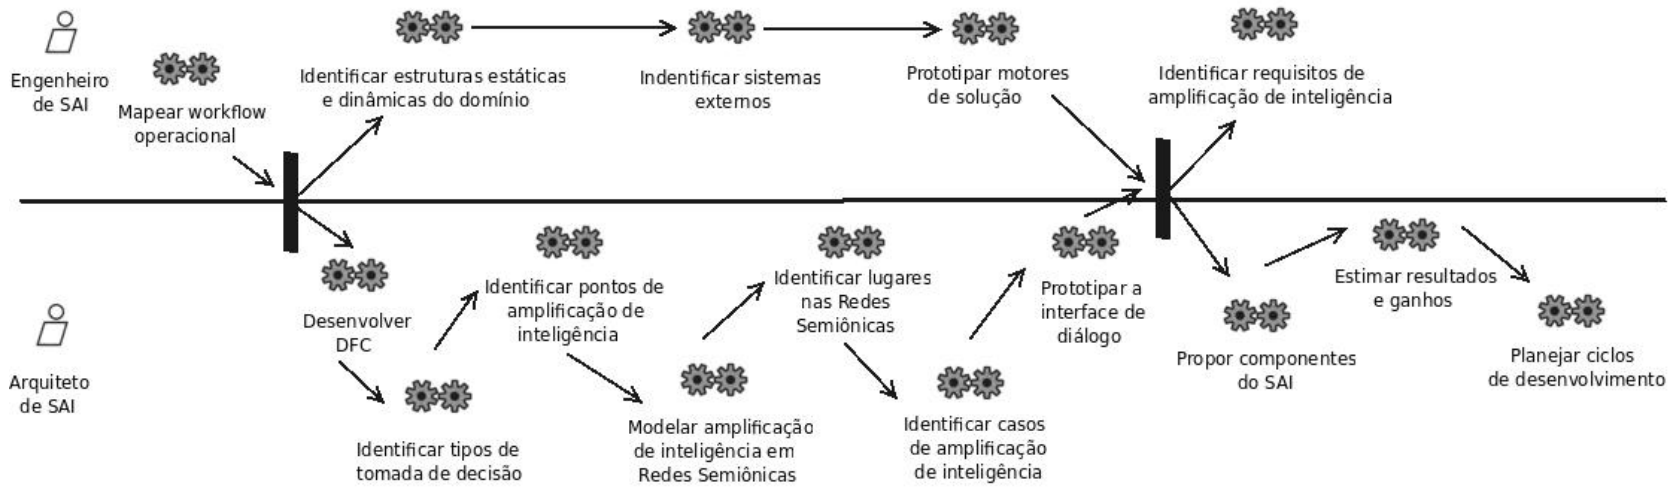 Engenheiro
de SAI
Mapear workflow
operacional
Identificar estruturas estáticas
e dinâmicas do domínio
Indentificar sistemas
externos
Prototipar motores
de solução
Identificar requisitos de
amplificação de inteligência
Arquiteto
de SAI
Desenvolver
DFC
Identificar tipos de
tomada de decisão
Identificar pontos de
amplificação de
inteligência
Modelar amplificação
de inteligência em
Redes Semiônicas
Identificar lugares
nas Redes
Semiônicas
Identificar casos
de amplificação
de inteligência
Prototipar a
interface de
diálogo
Propor componentes
do SAI
Estimar resultados
e ganhos
Planejar ciclos
de desenvolvimento